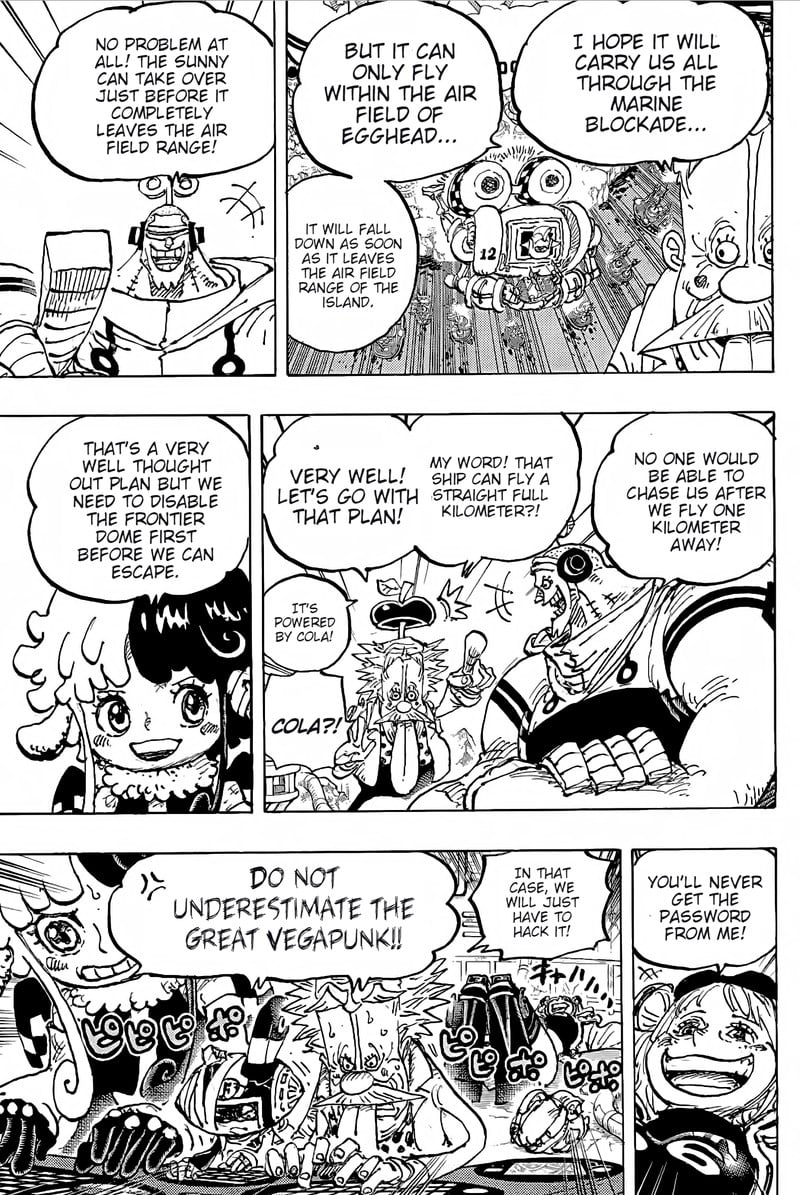 I HOPE IT WILL
CARRY US ALL
THROUGH THE
MARINE
BLOCKADE...
BUT IT CAN
ONLY FLY
WITHIN THE AIR
FIELD OF
EGGHEAD...
12
IT WILL FALL
DOWN AS SOON
AS IT LEAVES
THE AIR FIELD
RANGE OF THE
ISLAND.
NO PROBLEM AT
ALL! THE SUNNY
CAN TAKE OVER
JUST BEFORE IT
COMPLETELY
LEAVES THE AIR
FIELD RANGE!
NO ONE WOULD
BE ABLE TO
CHASE US AFTER
WE FLY ONE
KILOMETER
AWAY!
MY WORD! THAT
SHIP CAN FLY A
STRAIGHT FULL
KILOMETER?!
VERY WELL!
LET'S GO WITH
THAT PLAN!
IT'S
POWERED
BY COLA!
COLA?!
THAT'S A VERY
WELL THOUGHT
OUT PLAN BUT WE
NEED TO DISABLE
THE FRONTIER
DOME FIRST
BEFORE WE CAN
ESCAPE.
YOU'LL NEVER
GET THE
PASSWORD
FROM ME!
IN THAT
CASE, WE
WILL JUST
HAVE TO
HACK IT!
キャハハハ
ピピポ
ピポ
DO NOT
UNDERESTIMATE THE
GREAT VEGAPUNK!!
ピピピポ